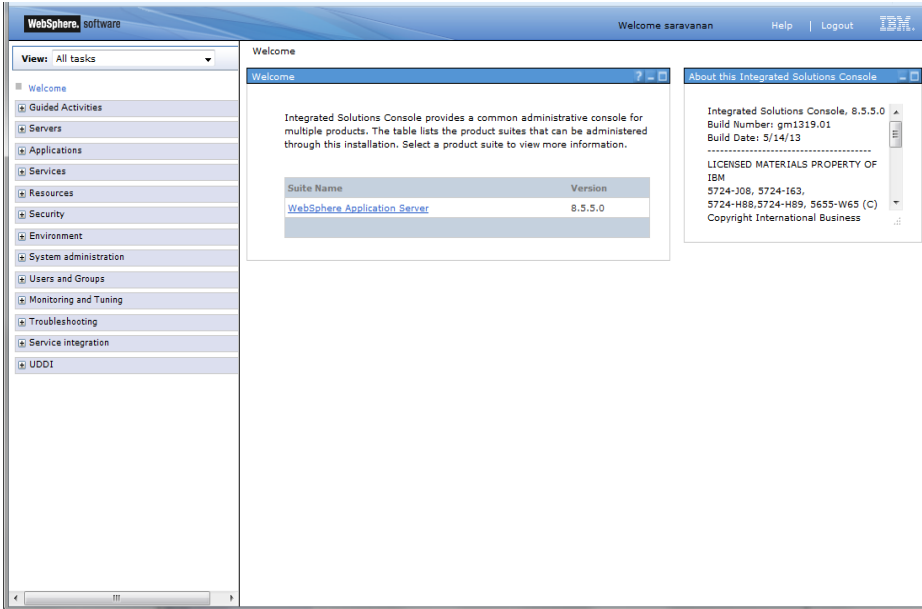 WebSphere. software
Welcome saravanan Help | Logout IBM.
View: All tasks
Welcome
Guided Activities
Servers
Applications
Services
Resources
Security
Environment
System administration
Users and Groups
Monitoring and Tuning
Troubleshooting
Service integration
UDDI
Welcome
Welcome
Integrated Solutions Console provides a common administrative console for
multiple products. The table lists the product suites that can be administered
through this installation. Select a product suite to view more information.
Suite Name Version
WebSphere Application Server 8.5.5.0
About this Integrated Solutions Console
Integrated Solutions Console, 8.5.5.0
Build Number: gm1319.01
Build Date: 5/14/13
----------------------------------
LICENSED MATERIALS PROPERTY OF
IBM
5724-J08, 5724-I63,
5724-H88,5724-H89, 5655-W65 (C)
Copyright International Business